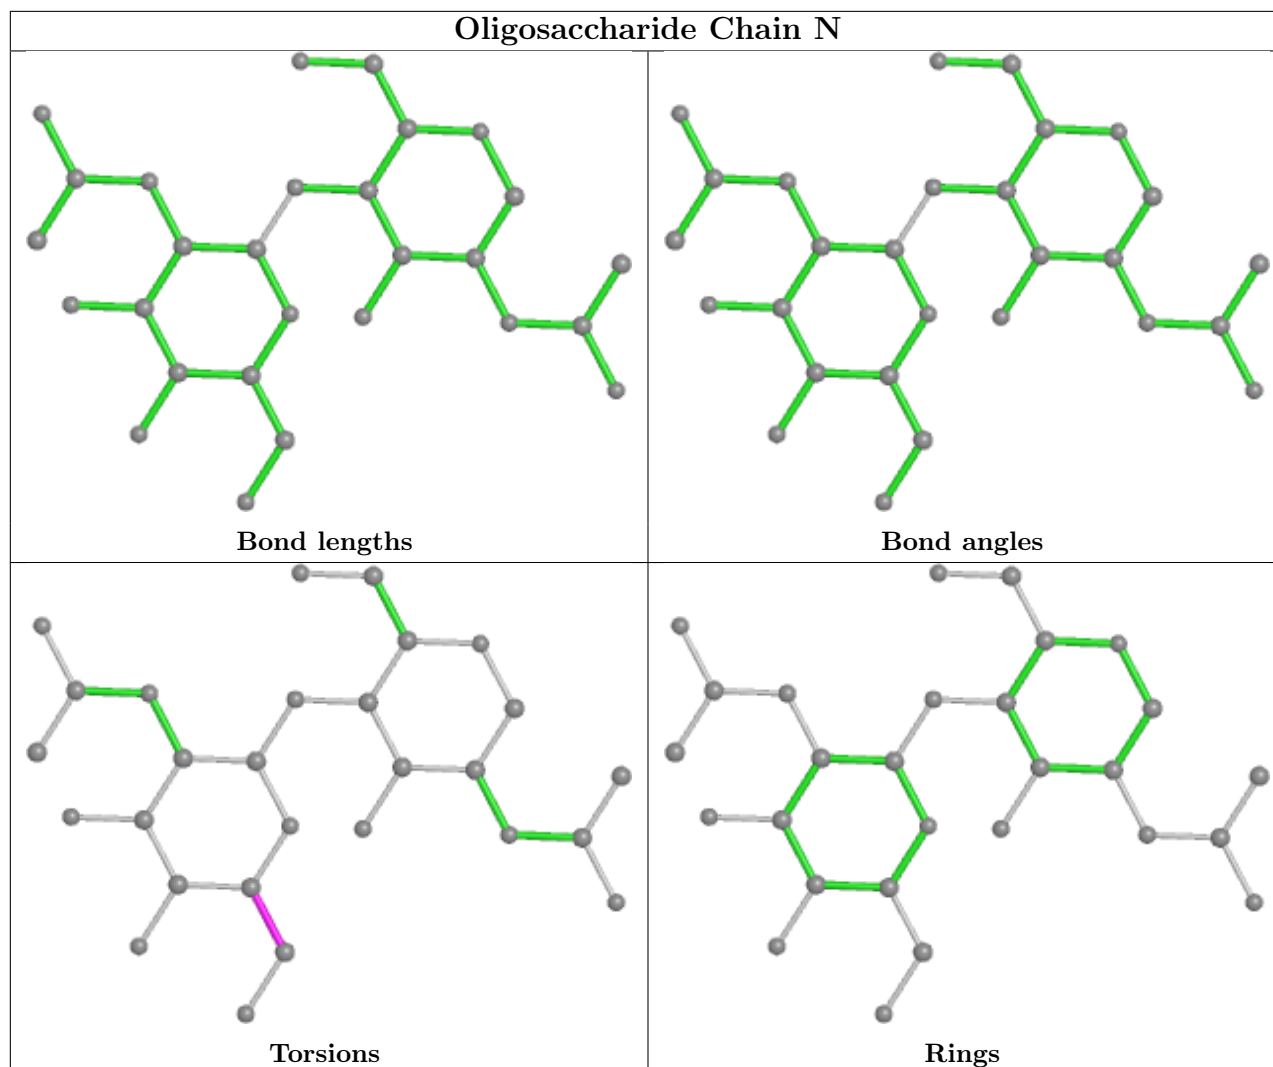 Oligosaccharide Chain N
Bond lengths
Bond angles
Torsions
Rings